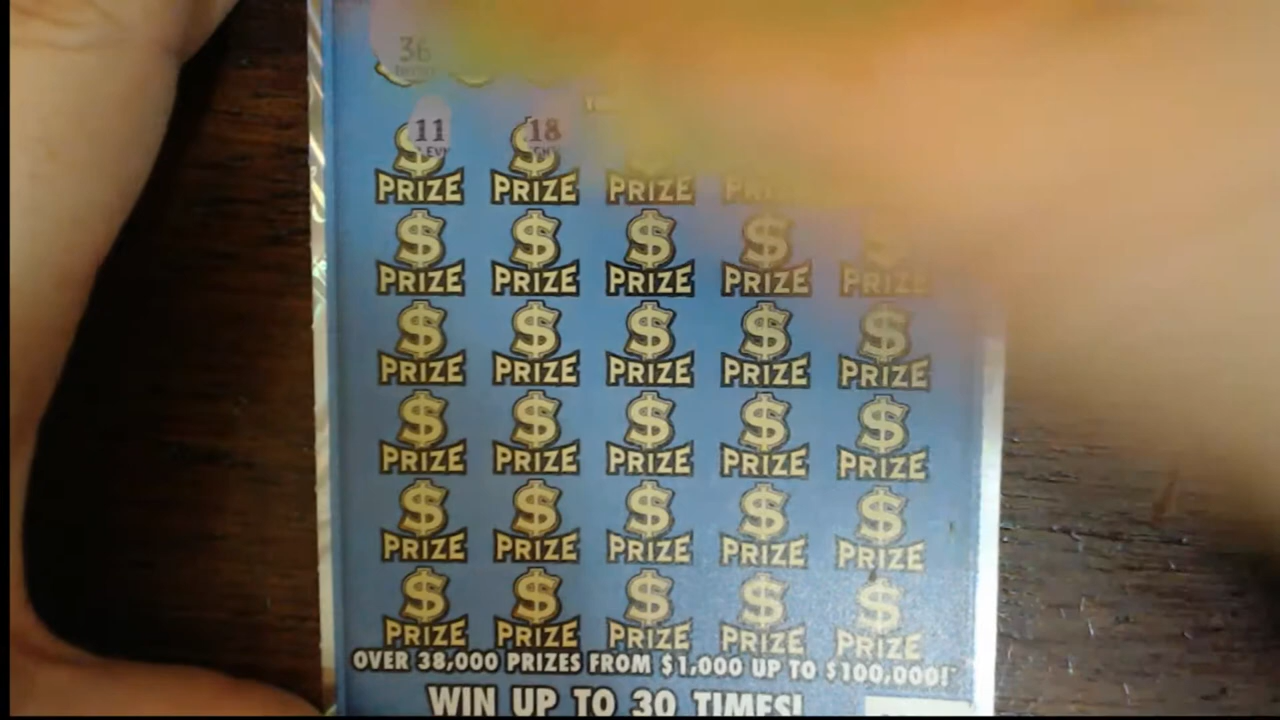 36
11 18
$ $ $
PRIZE PRIZE PRIZE
$ $ $ $ $
PRIZE PRIZE PRIZE PRIZE PRIZE
$ $ $ $ $
PRIZE PRIZE PRIZE PRIZE PRIZE
$ $ $ $ $
PRIZE PRIZE PRIZE PRIZE PRIZE
$ $ $ $ $
PRIZE PRIZE PRIZE PRIZE PRIZE
$ $ $ $ $
PRIZE PRIZE PRIZE PRIZE PRIZE
OVER 38,000 PRIZES FROM $1,000 UP TO $100,000!
WIN UP TO 30 TIMES!